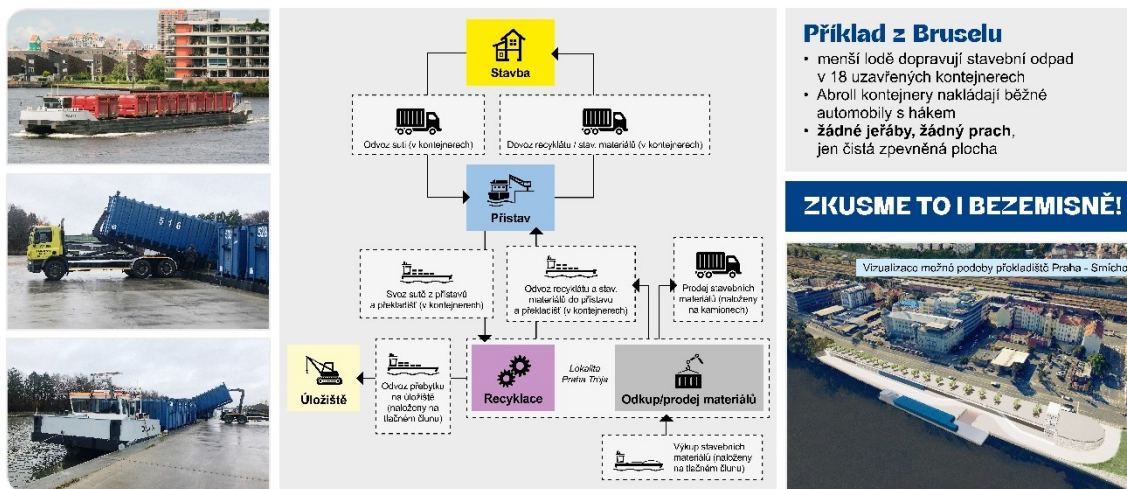 Stavba
Odvoz suti (v kontejnerech)
Dovoz recyklátu / stav. materiálů (v kontejnerech)
Přístav
Svoz sutě z přístavů
a překladišť (v kontejnerech)
Odvoz recyklátu a stav.
materiálů do přístavu
a překladišť (v kontejnerech)
Prodej stavebních
materiálů (naloženy
na kamionech)
Úložiště
Odvoz přebytku
na úložiště
(naloženy na
tlačném člunu)
Recyklace
Lokalita
Praha Trója
Odkup/prodej materiálů
Výkup stavebních
materiálů (naloženy
na tlačném člunu)
516
Příklad z Bruselu
• menší lodě dopravují stavební odpad
v 18 uzavřených kontejnerech
• Abroll kontejnery nakládají běžné
automobily s hákem
• žádné jeřáby, žádný prach,
jen čistá zpevněná plocha
ZKUSME TO I BEZEMISNĚ!
Vizualizace možné podoby překladiště Praha - Smícho